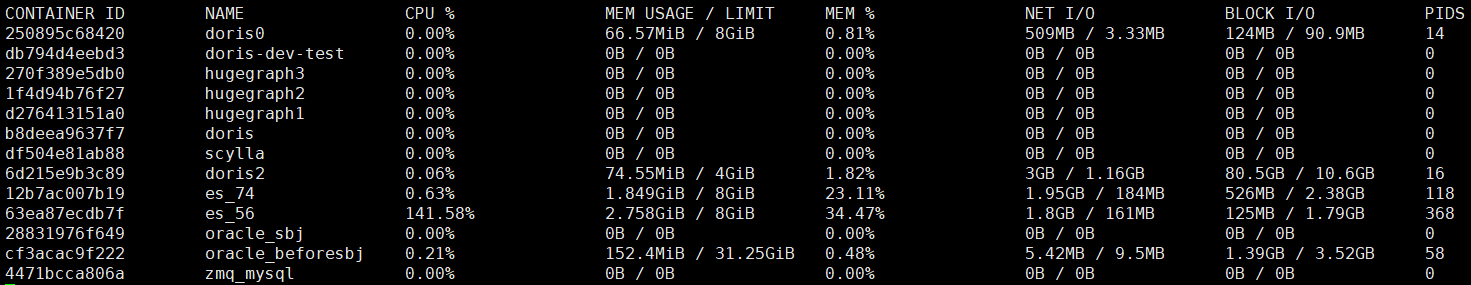 CONTAINER ID NAME CPU % MEM USAGE / LIMIT MEM % NET I/O BLOCK I/O PIDS
250895c68420 doris0 0.00% 66.57MiB / 8GiB 0.81% 509MB / 3.33MB 124MB / 90.9MB 14
db794d4eebd3 doris-dev-test 0.00% 0B / 0B 0.00% 0B / 0B 0B / 0B 0
270f389e5db0 hugegraph3 0.00% 0B / 0B 0.00% 0B / 0B 0B / 0B 0
1f4d94b76f27 hugegraph2 0.00% 0B / 0B 0.00% 0B / 0B 0B / 0B 0
d276413151a0 hugegraph1 0.00% 0B / 0B 0.00% 0B / 0B 0B / 0B 0
b8deea9637f7 doris 0.00% 0B / 0B 0.00% 0B / 0B 0B / 0B 0
df504e81ab88 scylla 0.00% 0B / 0B 0.00% 0B / 0B 0B / 0B 0
6d215e9b3c89 doris2 0.06% 74.55MiB / 4GiB 1.82% 3GB / 1.16GB 80.5GB / 10.6GB 16
12b7ac007b19 es_74 0.63% 1.849GiB / 8GiB 23.11% 1.95GB / 184MB 526MB / 2.38GB 118
63ea87ecdb7f es_56 141.58% 2.758GiB / 8GiB 34.47% 1.8GB / 161MB 125MB / 1.79GB 368
28831976f649 oracle_sbj 0.00% 0B / 0B 0.00% 0B / 0B 0B / 0B 0
cf3acac9f222 oracle_beforesbj 0.21% 152.4MiB / 31.25GiB 0.48% 5.42MB / 9.5MB 1.39GB / 3.52GB 58
4471bcca806a zmq_mysql 0.00% 0B / 0B 0.00% 0B / 0B 0B / 0B 0